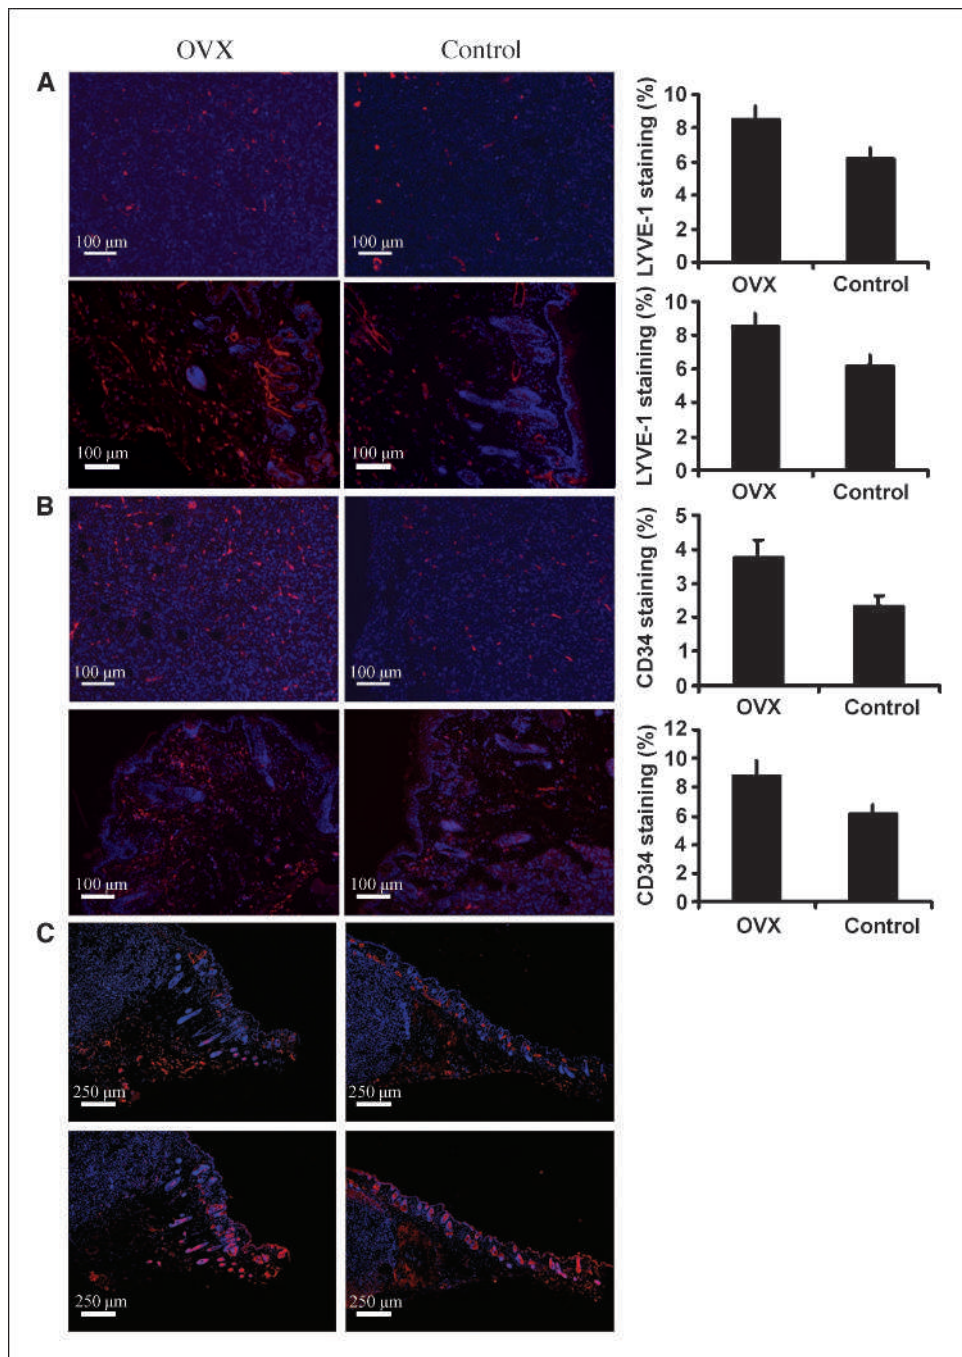 OVX Control
A
100 µm
100 µm
LYVE-1 staining (%)
10
8
6
4
2
0
OVX Control
100 µm
100 µm
LYVE-1 staining (%)
10
8
6
4
2
0
OVX Control
B
100 µm
100 µm
CD34 staining (%)
5
4
3
2
1
0
OVX Control
100 µm
100 µm
CD34 staining (%)
12
10
8
6
4
2
0
OVX Control
C
250 µm
250 µm
250 µm
250 µm